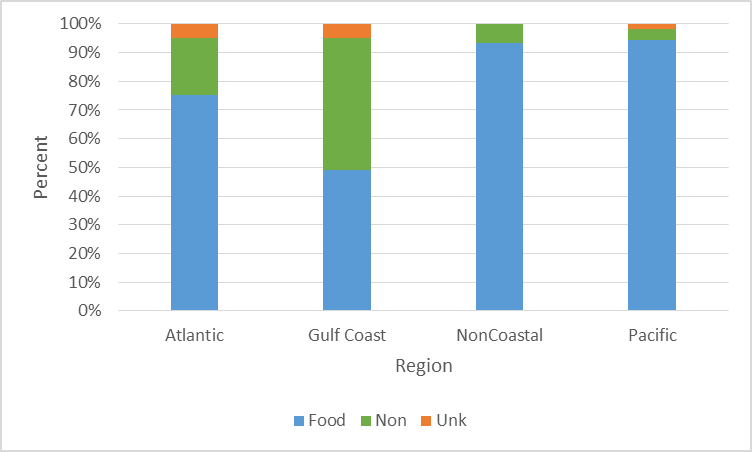 100%
90%
80%
70%
60%
50%
40%
30%
20%
10%
0%
Percent
Atlantic Gulf Coast NonCoastal Pacific
Region
Food Non Unk